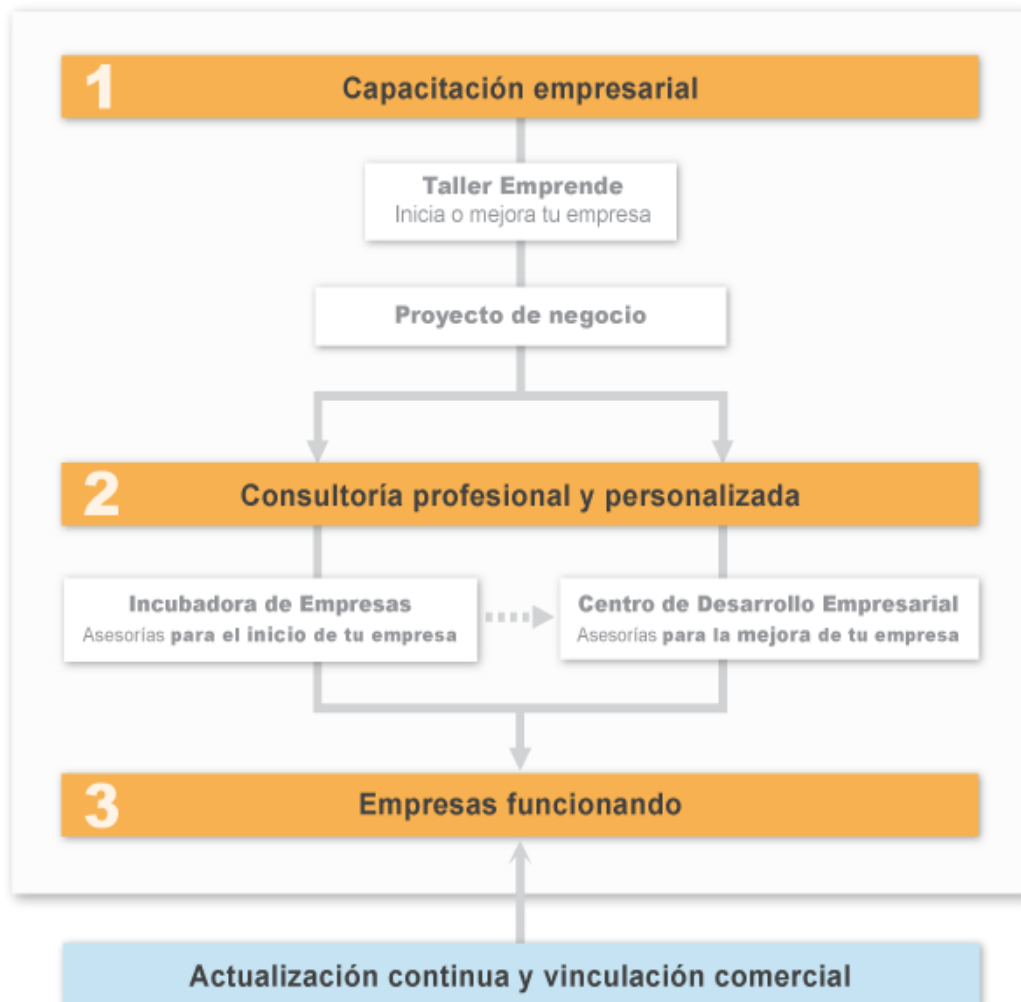 1 Capacitación empresarial
Taller Emprende
Inicia o mejora tu empresa
Proyecto de negocio
2 Consultoría profesional y personalizada
Incubadora de Empresas
Asesorías para el inicio de tu empresa
Centro de Desarrollo Empresarial
Asesorías para la mejora de tu empresa
3 Empresas funcionando
Actualización continua y vinculación comercial